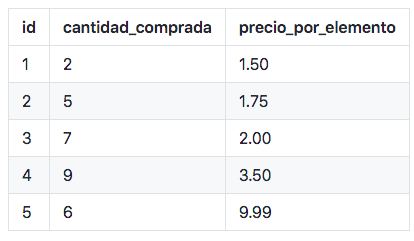 id cantidad_comprada precio_por_elemento
1 2 1.50
2 5 1.75
3 7 2.00
4 9 3.50
5 6 9.99